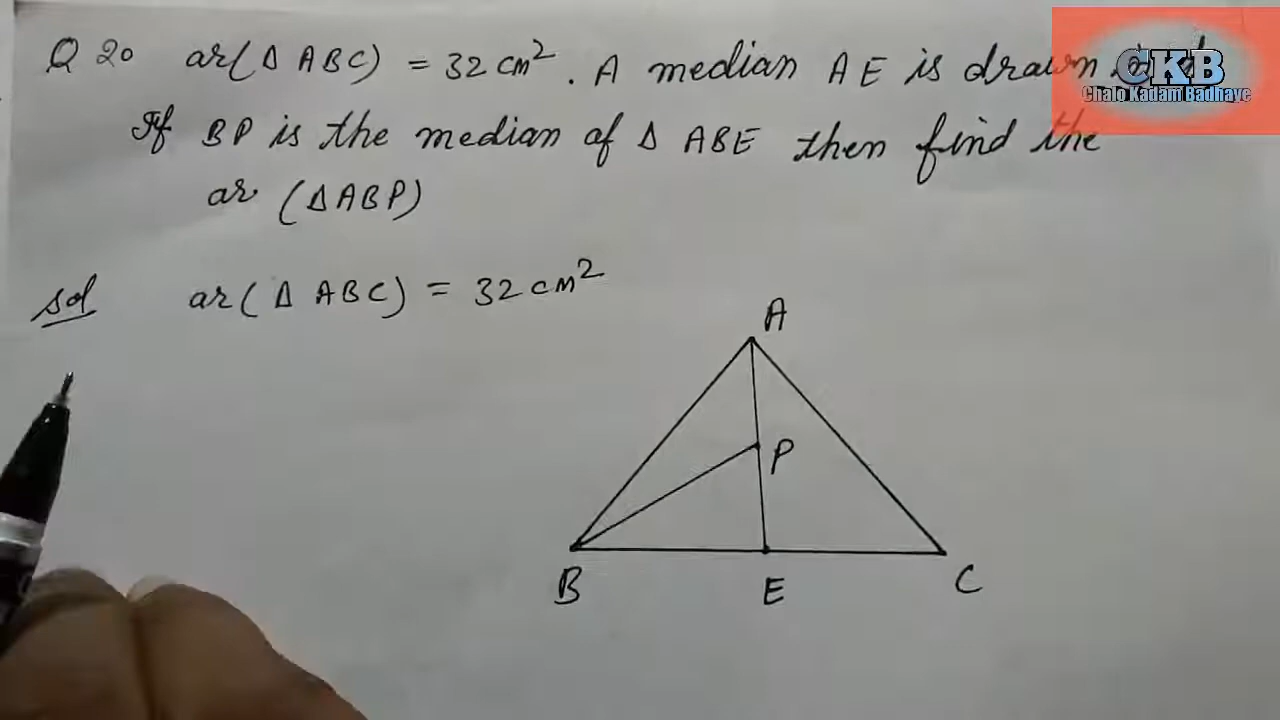 Q 20 ar(Δ ABC) = 32 cm². A median AE is drawn
CKB
Chalo Kadam Badhaye
If BP is the median of Δ ABE then find the
ar (ΔABP)
sol ar(Δ ABC) = 32 cm²
A
P
B E C